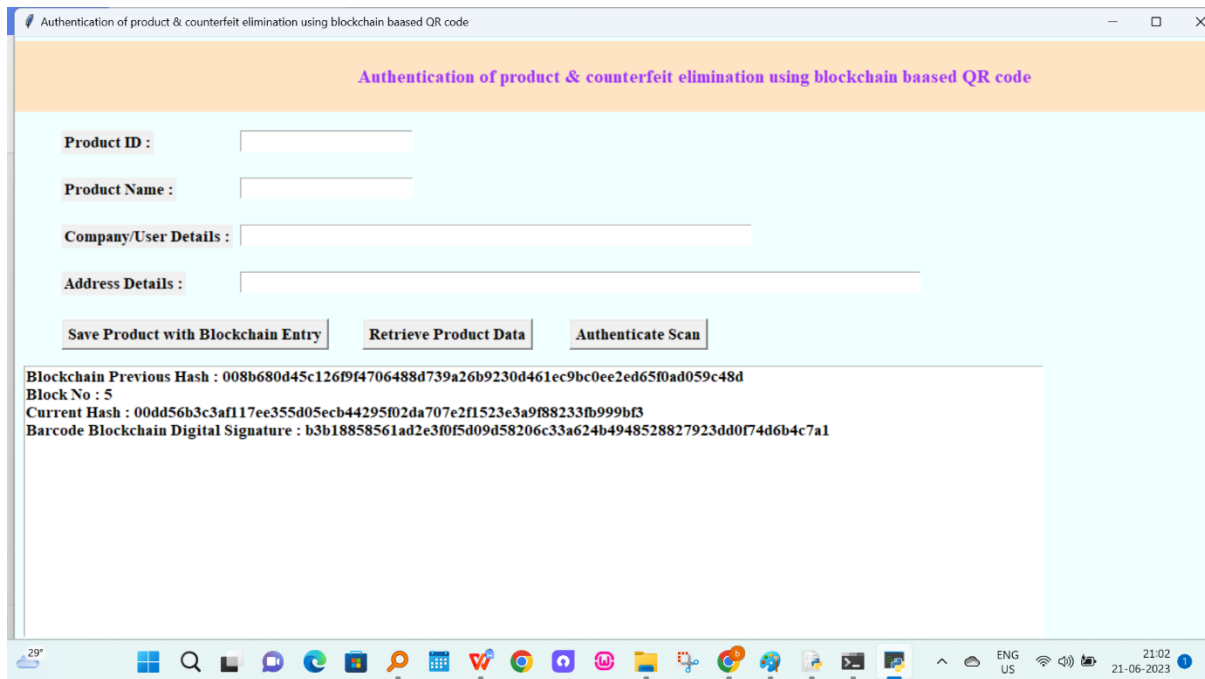 Authentication of product & counterfeit elimination using blockchain baased QR code
Authentication of product & counterfeit elimination using blockchain baased QR code
Product ID :
Product Name :
Company/User Details :
Address Details :
Save Product with Blockchain Entry Retrieve Product Data Authenticate Scan
Blockchain Previous Hash : 008b680d45c126f9f4706488d739a26b9230d461ec9bc0ee2ed65f0ad059c48d
Block No : 5
Current Hash : 00dd56b3c3af117ee355d05ecb44295f02da707e2f1523e3a9f88233fb999bf3
Barcode Blockchain Digital Signature : b3b18858561ad2e3f0f5d09d58206c33a624b4948528827923dd0f74d6b4c7a1
29° ENG 21:02 1
US 21-06-2023